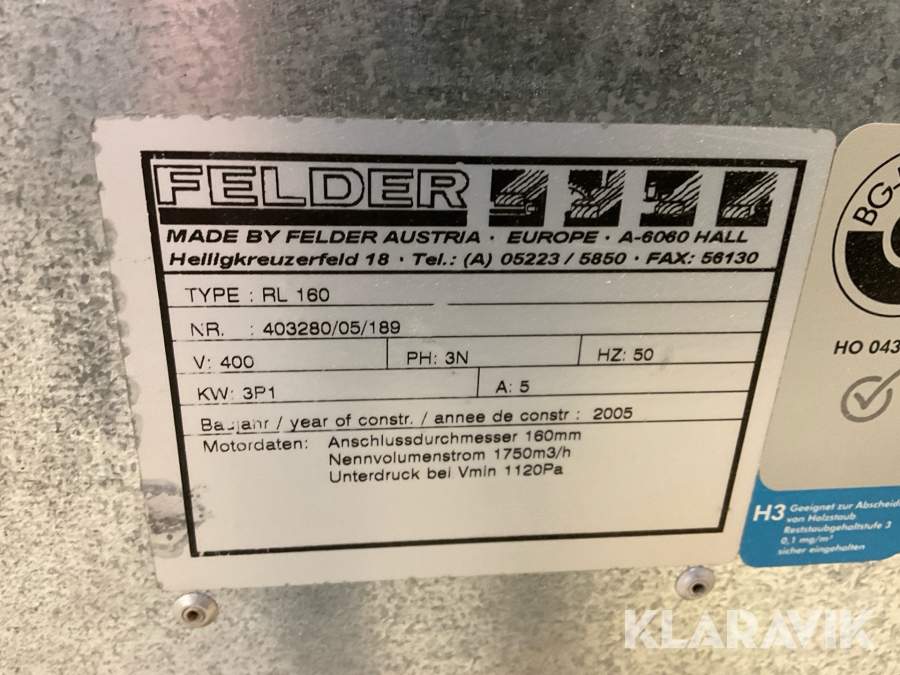 FELDER
MADE BY FELDER AUSTRIA · EUROPE · A-6060 HALL
Heiligkreuzerfeld 18 · Tel.: (A) 05223 / 5850 · FAX: 56130
TYPE : RL 160
NR. : 403280/05/189
V: 400 PH: 3N HZ: 50
KW: 3P1 A: 5
Baujahr / year of constr. / annee de constr : 2005
Motordaten: Anschlussdurchmesser 160mm
Nennvolumenstrom 1750m3/h
Unterdruck bei Vmin 1120Pa
BG-
HO 043
H3 Geeignet zur Abscheid
von Holzstaub
Reststaubgehaltstufe 3
0,1 mg/m³
sicher eingehalten
KLARAVIK